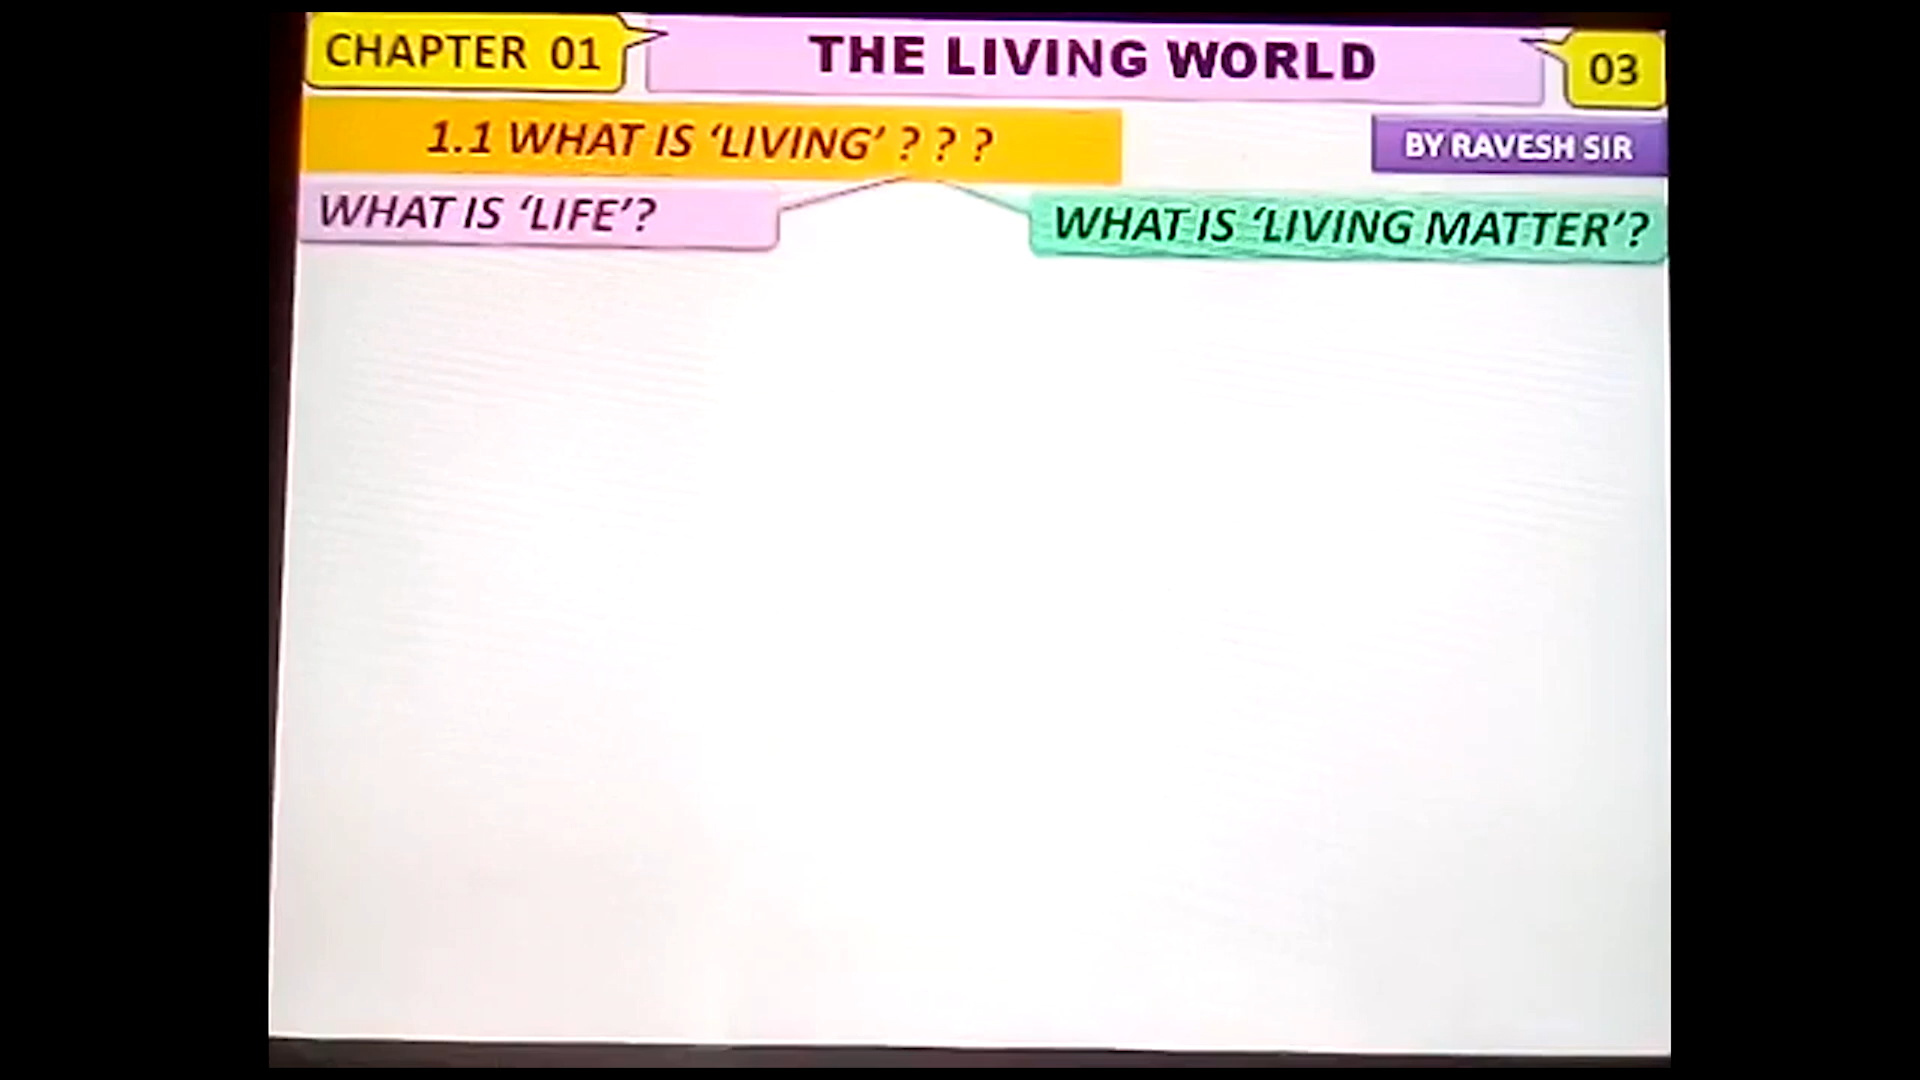 CHAPTER 01
THE LIVING WORLD
03
1.1 WHAT IS ‘LIVING’ ? ? ?
BY RAVESH SIR
WHAT IS ‘LIFE’?
WHAT IS ‘LIVING MATTER’?